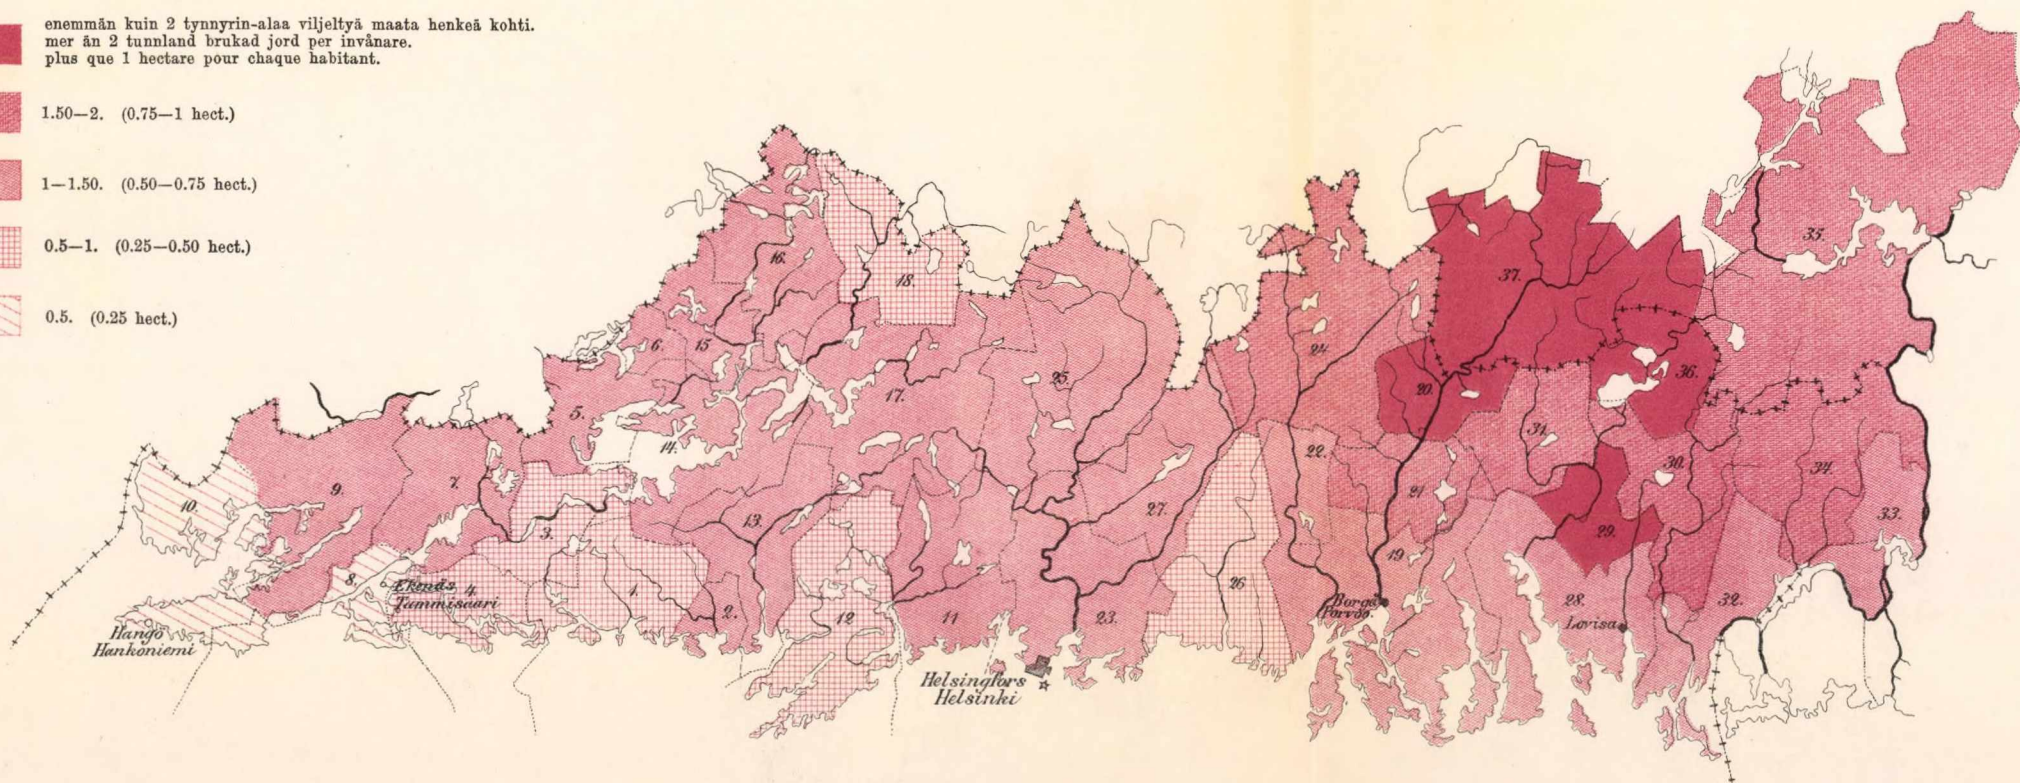 enemmän kuin 2 tynnyrin-alaa viljeltyä maata henkeä kohti.
mer än 2 tunnland brukad jord per invånare.
plus que 1 hectare pour chaque habitant.
1.50—2. (0.75—1 hect.)
1—1.50. (0.50—0.75 hect.)
0.5—1. (0.25—0.50 hect.)
0.5. (0.25 hect.)
35.
16.
18.
37.
6.
15
24
36.
20.
25.
17.
5.
14.
31.
22.
7.
9.
30.
34.
21
10.
27.
33.
13.
3.
29.
19
8.
Ekenäs
Tammisaari
4.
1.
26
28.
32.
Borgå
Porvoo.
2.
12
11
23.
Lovisa
Hangö
Hankoniemi
Helsingfors
Helsinki